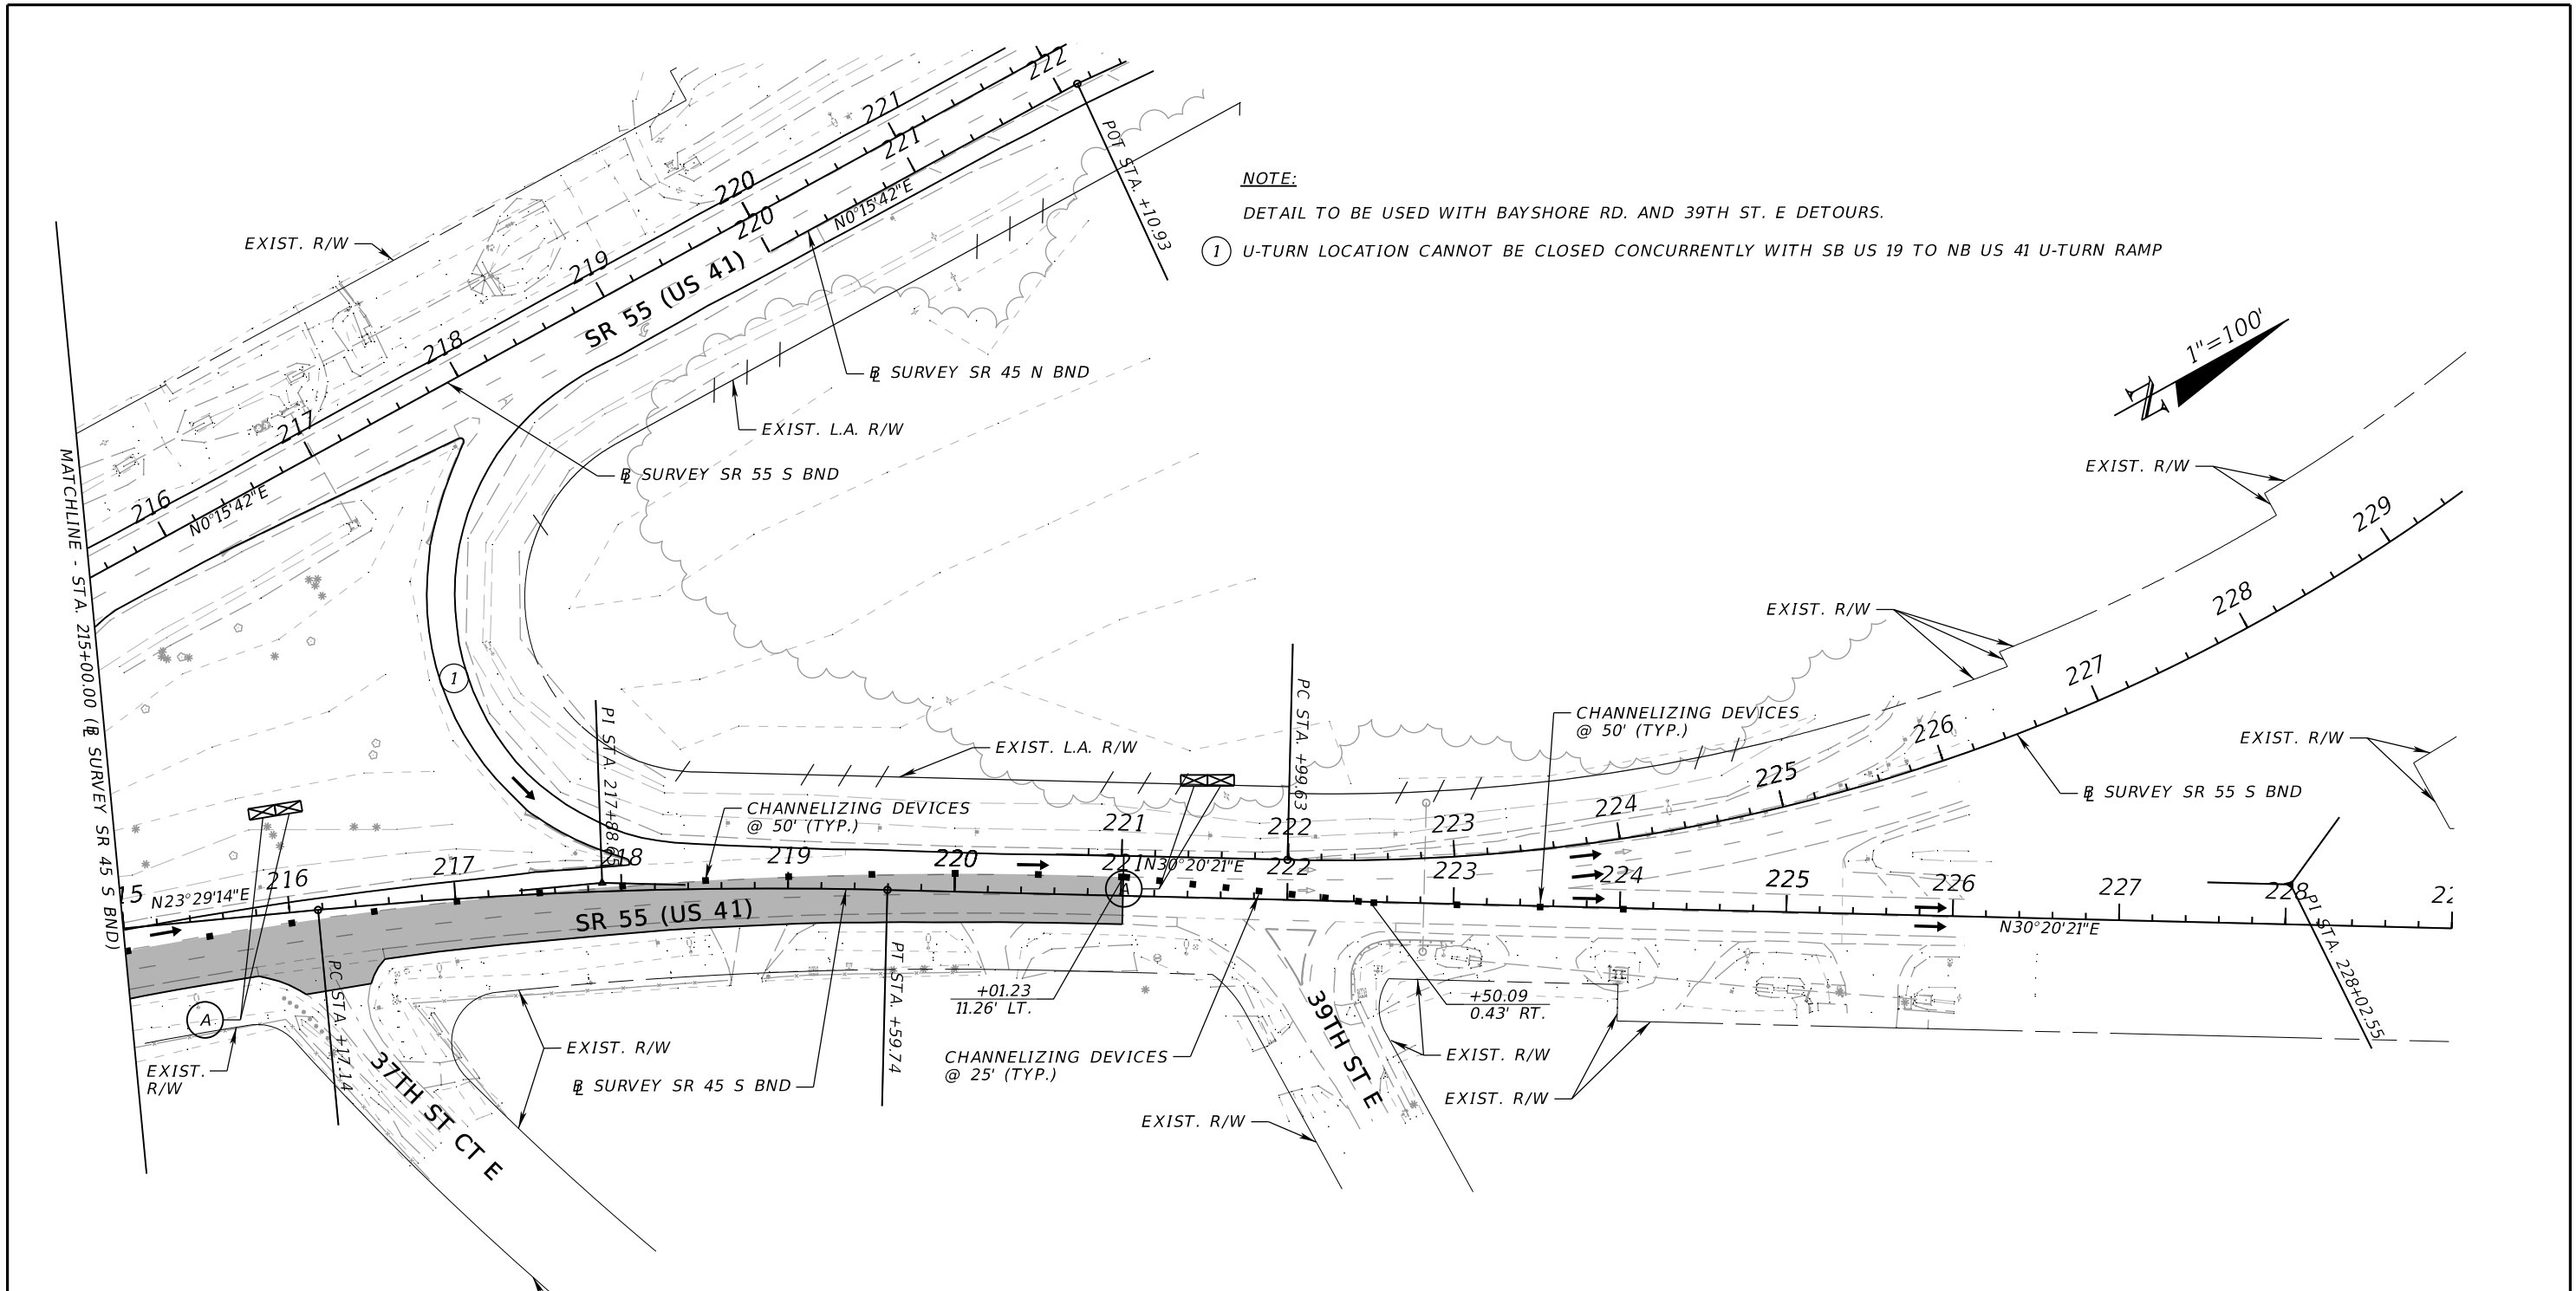 222
221
POT STA. +10.93
221
220
NOTE:
DETAIL TO BE USED WITH BAYSHORE RD. AND 39TH ST. E DETOURS.
1 U-TURN LOCATION CANNOT BE CLOSED CONCURRENTLY WITH SB US 19 TO NB US 41 U-TURN RAMP
N0°15'42"E
220
EXIST. R/W
219
SR 55 (US 41)
1"=100'
N
218
℄ SURVEY SR 45 N BND
EXIST. L.A. R/W
217
℄ SURVEY SR 55 S BND
EXIST. R/W
216
N0°15'42"E
229
MATCHLINE - STA. 215+00.00 (℄ SURVEY SR 45 S BND)
228
EXIST. R/W
227
1
PI STA. 217+88.65
PC STA. +99.63
CHANNELIZING DEVICES
@ 50' (TYP.)
226
EXIST. R/W
EXIST. L.A. R/W
225
℄ SURVEY SR 55 S BND
CHANNELIZING DEVICES
@ 50' (TYP.)
224
221
222
223
15
N23°29'14"E
216
217
218
219
220
221
N30°20'21"E
222
223
224
225
226
227
228
22
A
SR 55 (US 41)
N30°20'21"E
PI STA. 228+02.55
PC STA. +17.14
PT STA. +59.74
+01.23
11.26' LT.
39TH ST E
+50.09
0.43' RT.
A
EXIST.
R/W
37TH ST CT E
EXIST. R/W
℄ SURVEY SR 45 S BND
CHANNELIZING DEVICES
@ 25' (TYP.)
EXIST. R/W
EXIST. R/W
EXIST. R/W